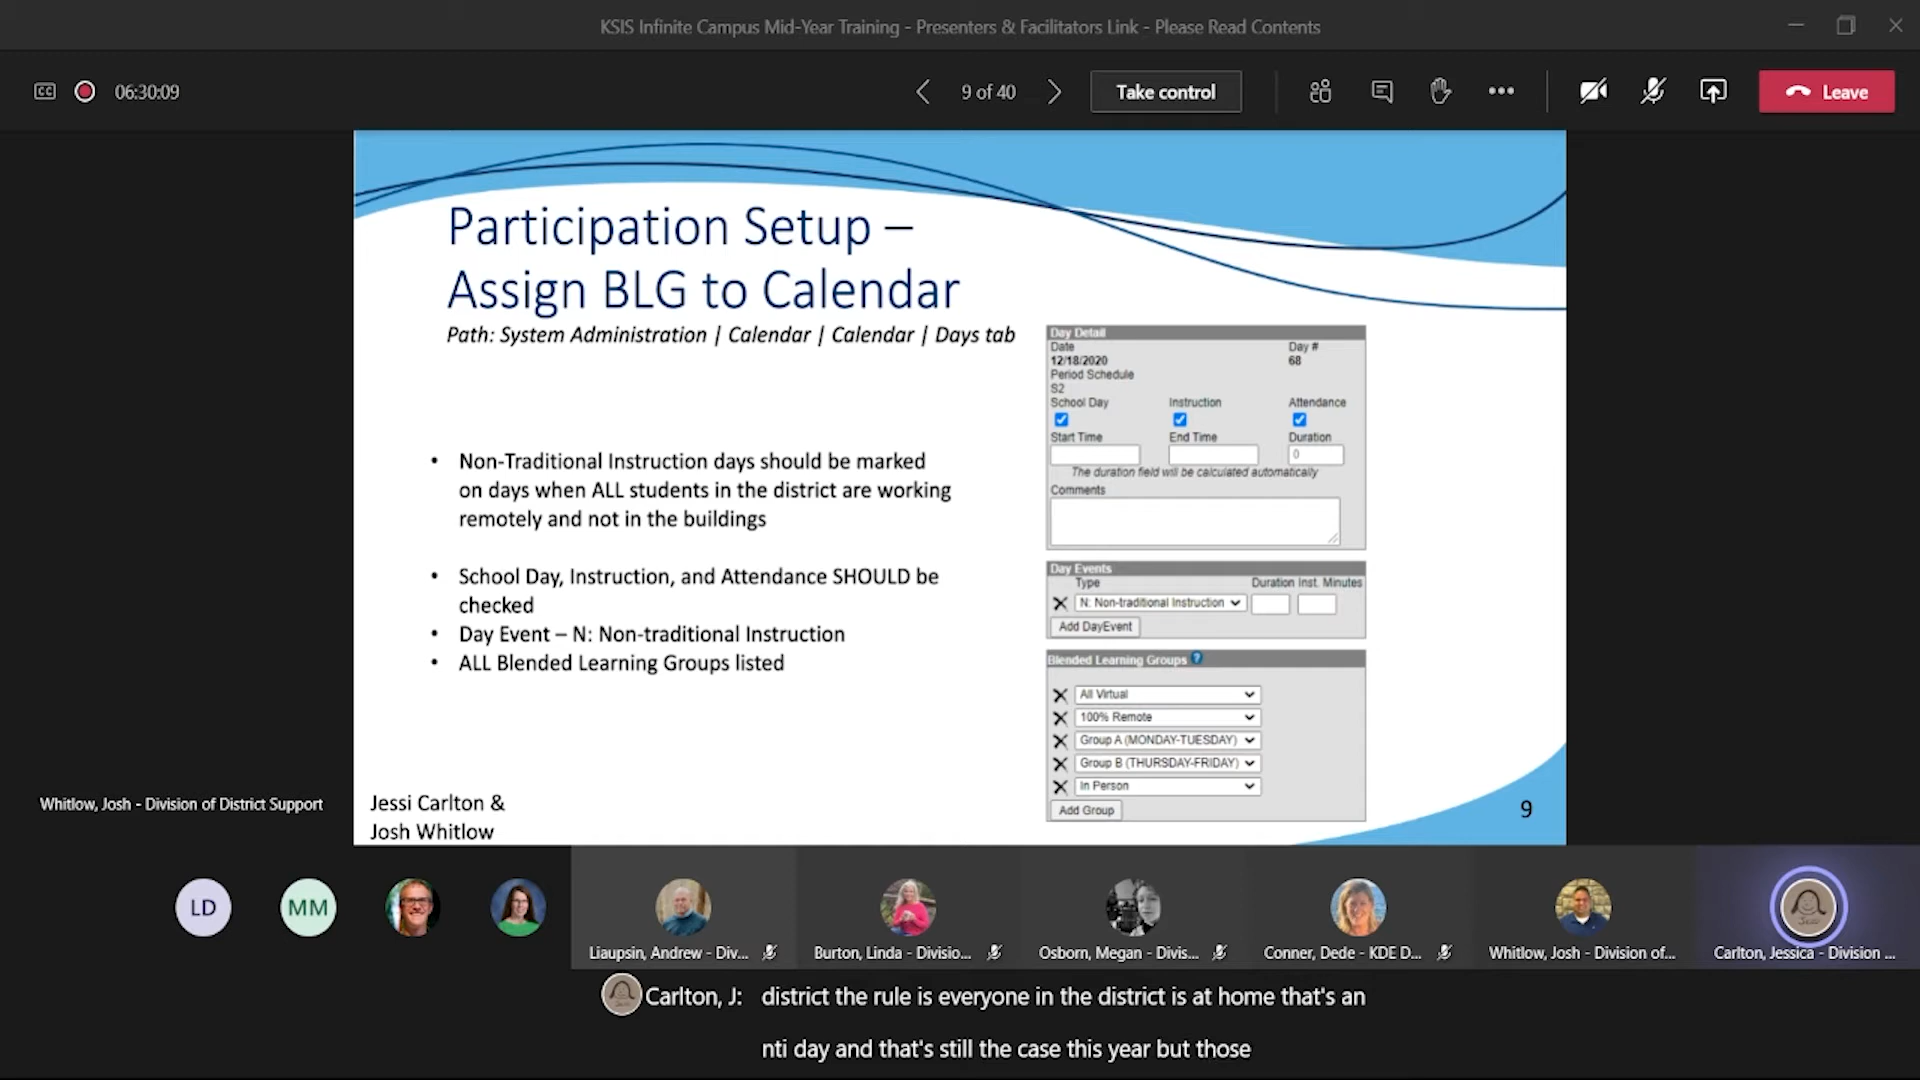 KSIS Infinite Campus Mid-Year Training - Presenters & Facilitators Link - Please Read Contents
CC
06:30:09
9 of 40
Take control
Leave
Participation Setup –
Assign BLG to Calendar
Path: System Administration | Calendar | Calendar | Days tab
• Non-Traditional Instruction days should be marked
on days when ALL students in the district are working
remotely and not in the buildings
• School Day, Instruction, and Attendance SHOULD be
checked
• Day Event – N: Non-traditional Instruction
• ALL Blended Learning Groups listed
Day Detail
Date Day #
12/18/2020 68
Period Schedule
S2
School Day Instruction Attendance
Start Time End Time Duration
0
The duration field will be calculated automatically
Comments
Day Events
Type Duration Inst. Minutes
N: Non-traditional Instruction
Add DayEvent
Blended Learning Groups ?
All Virtual
100% Remote
Group A (MONDAY-TUESDAY)
Group B (THURSDAY-FRIDAY)
In Person
Add Group
Jessi Carlton &
Josh Whitlow
9
Whitlow, Josh - Division of District Support
LD
MM
Liaupsin, Andrew - Div...
Burton, Linda - Divisio...
Osborn, Megan - Divis...
Conner, Dede - KDE D...
Whitlow, Josh - Division of...
Carlton, Jessica - Division ...
Carlton, J: district the rule is everyone in the district is at home that's an
nti day and that's still the case this year but those